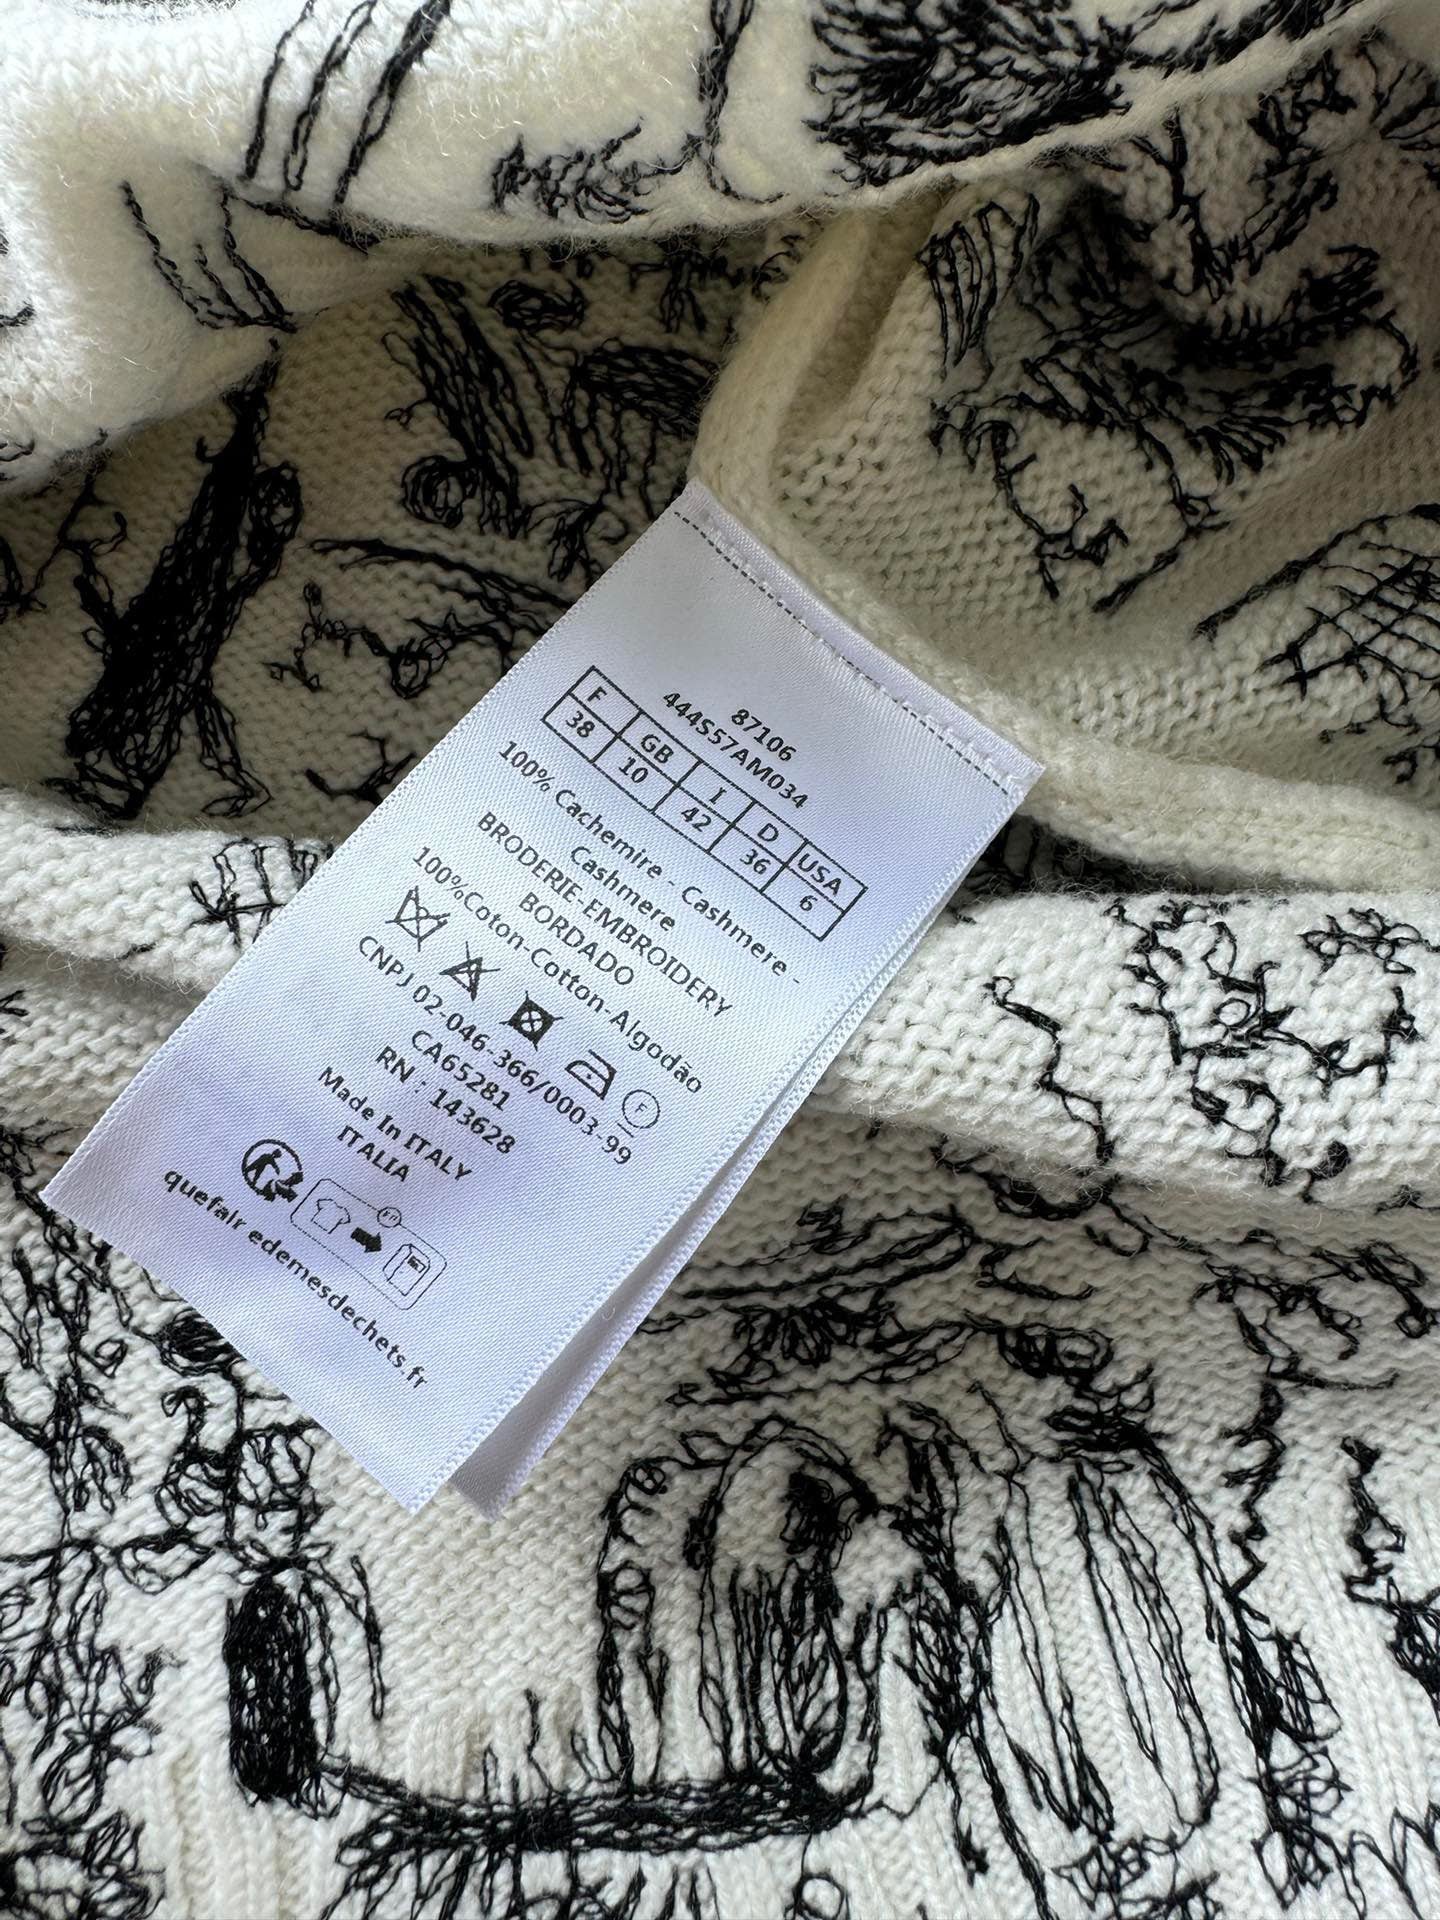 87106
444S57AM034
F GB I D USA
38 10 42 36 6
100% Cachemire - Cashmere -
Cashmere
BRODERIE-EMBROIDERY
BORDADO
100%Coton-Cotton-Algodão
F
CNPJ 02-046-366/0003-99
CA65281
RN : 143628
Made In ITALY
ITALIA
FR
quefair edemesdechets.fr